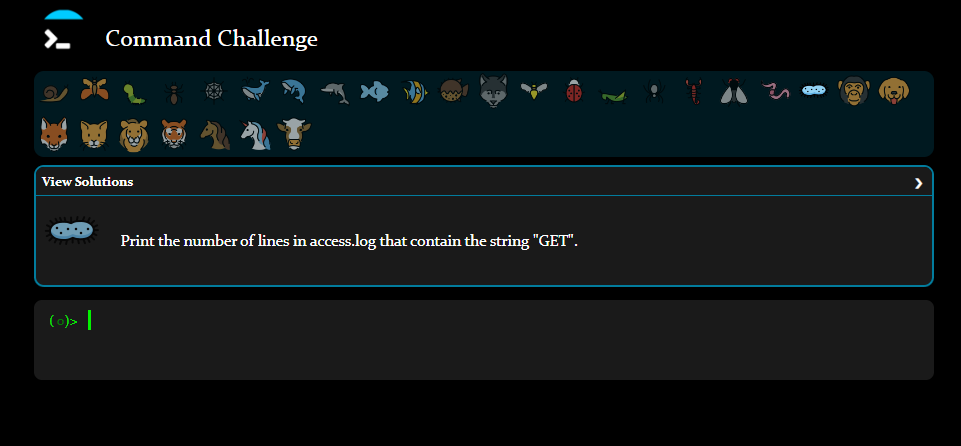 Command Challenge
View Solutions
Print the number of lines in access.log that contain the string "GET".
(○)>